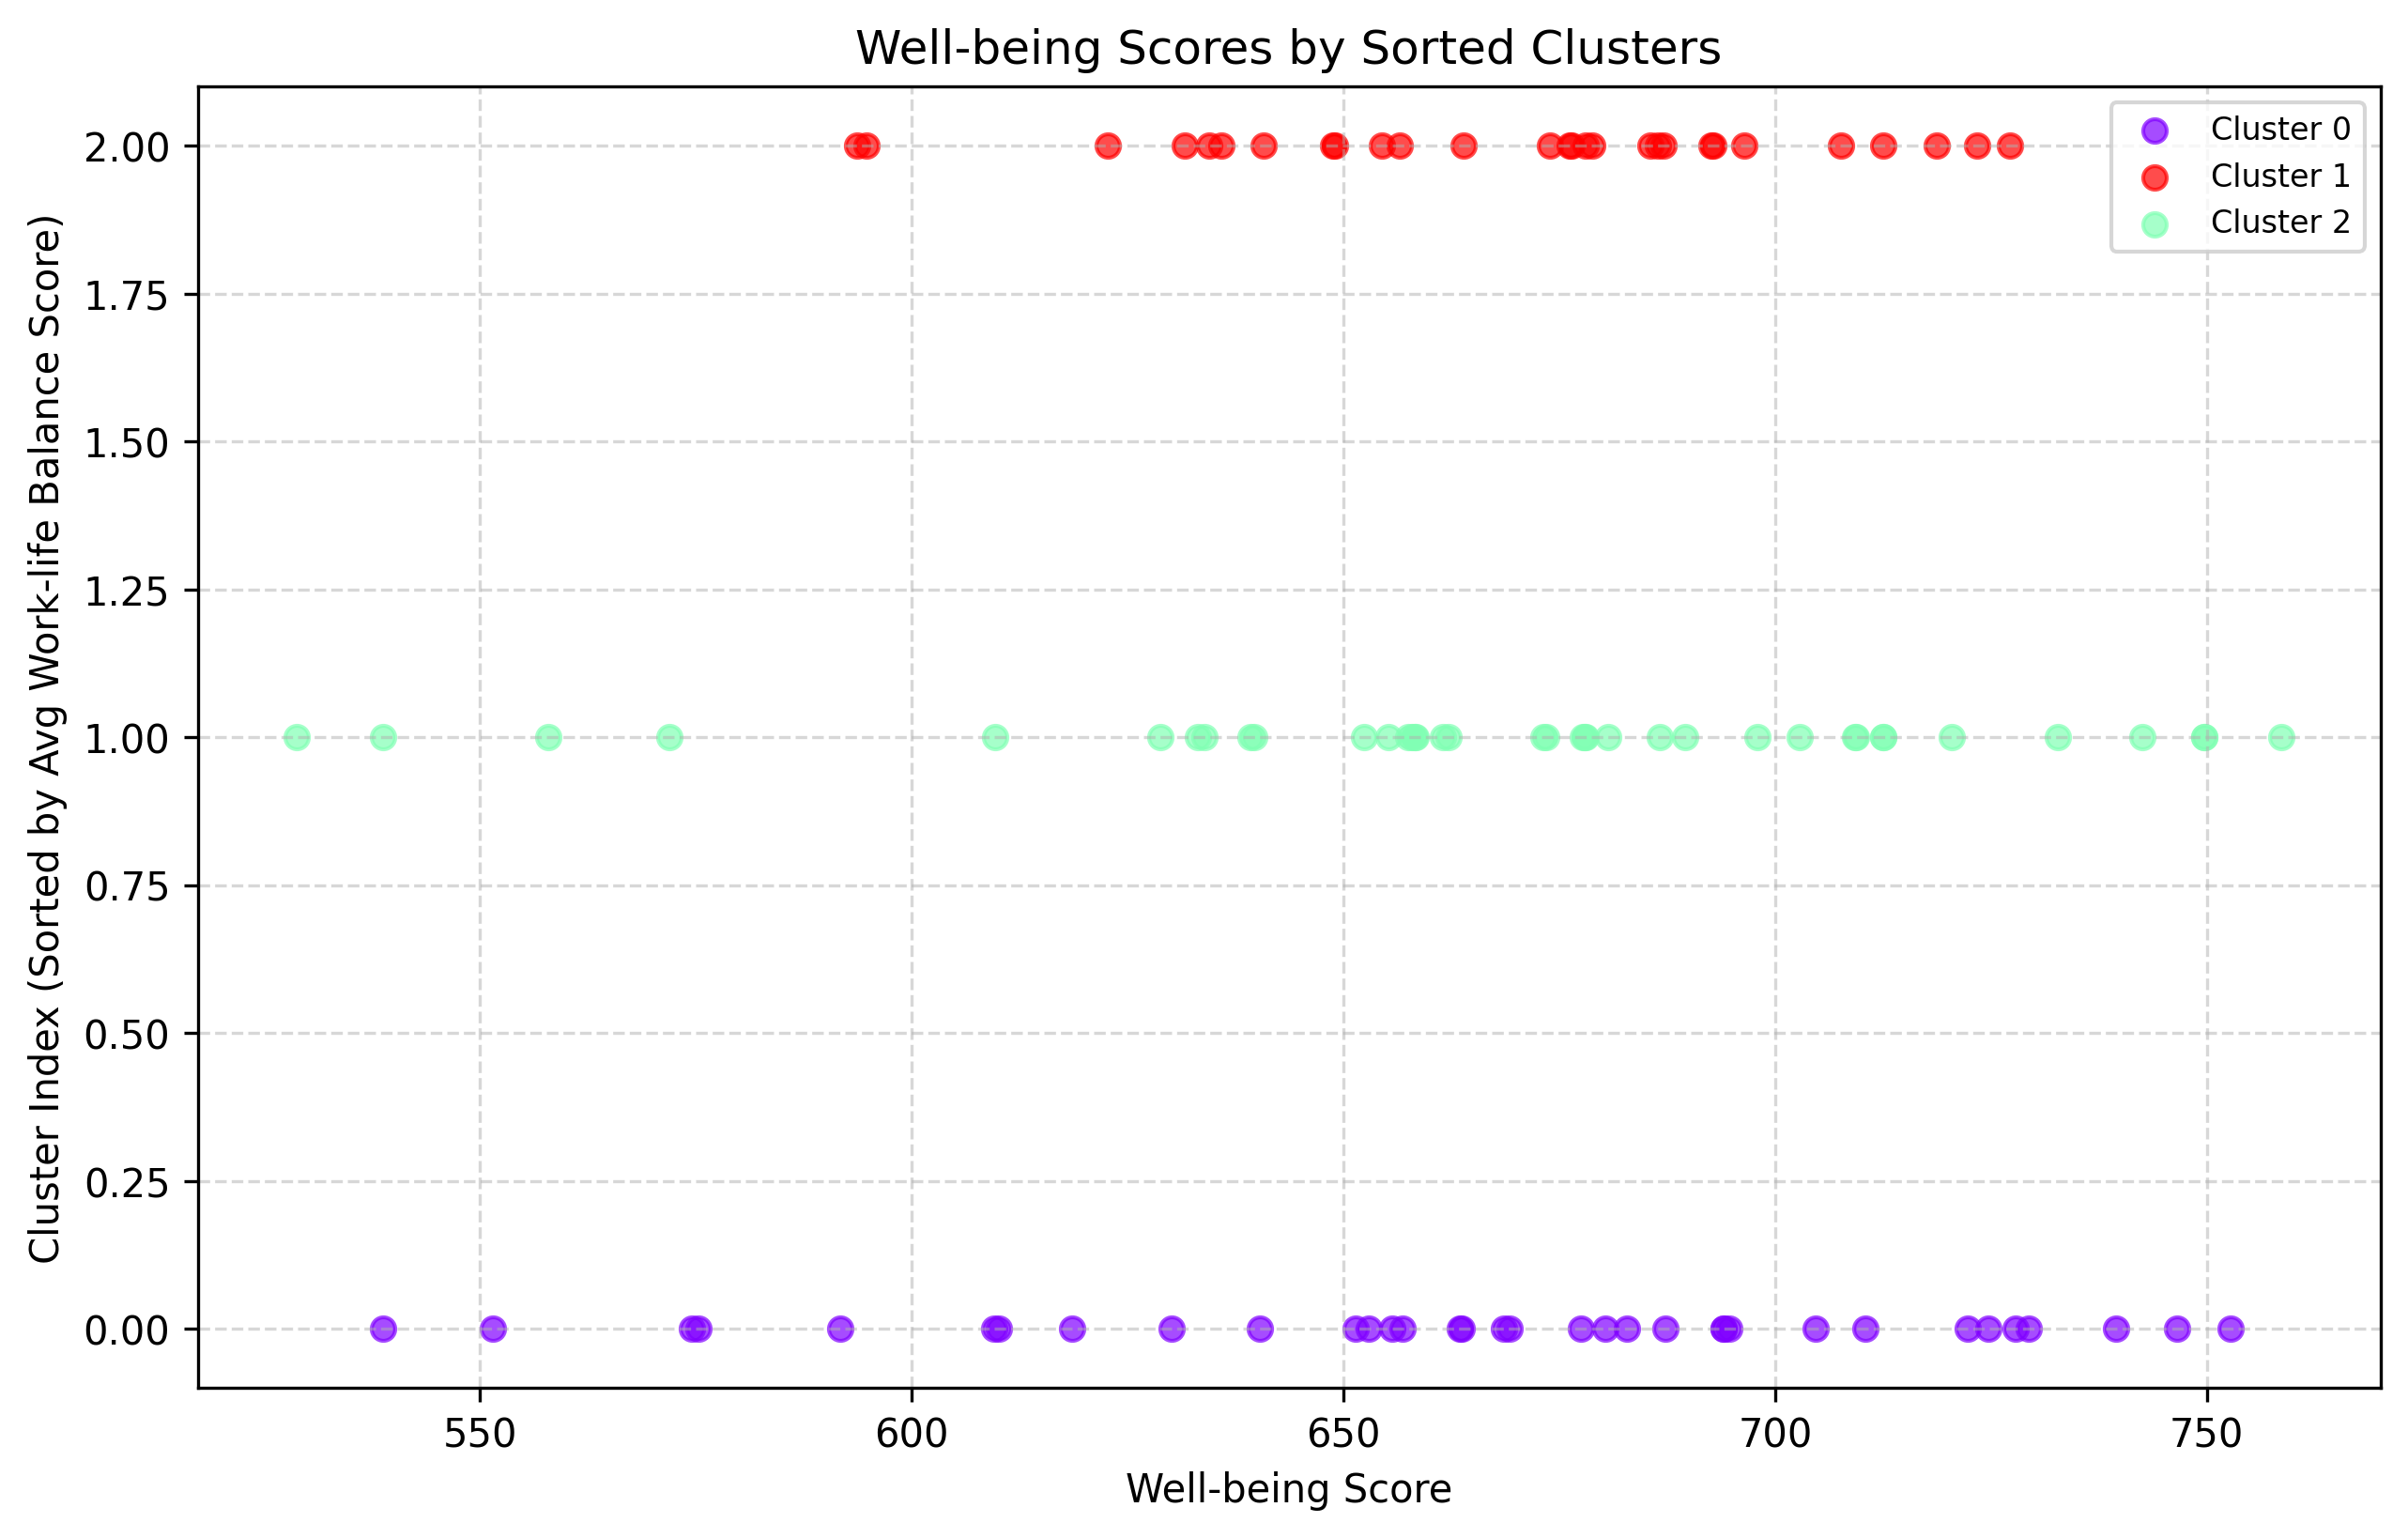 Well-being Scores by Sorted Clusters
Cluster 0
Cluster 1
Cluster 2
Cluster Index (Sorted by Avg Work-life Balance Score)
2.00
1.75
1.50
1.25
1.00
0.75
0.50
0.25
0.00
550 600 650 700 750
Well-being Score